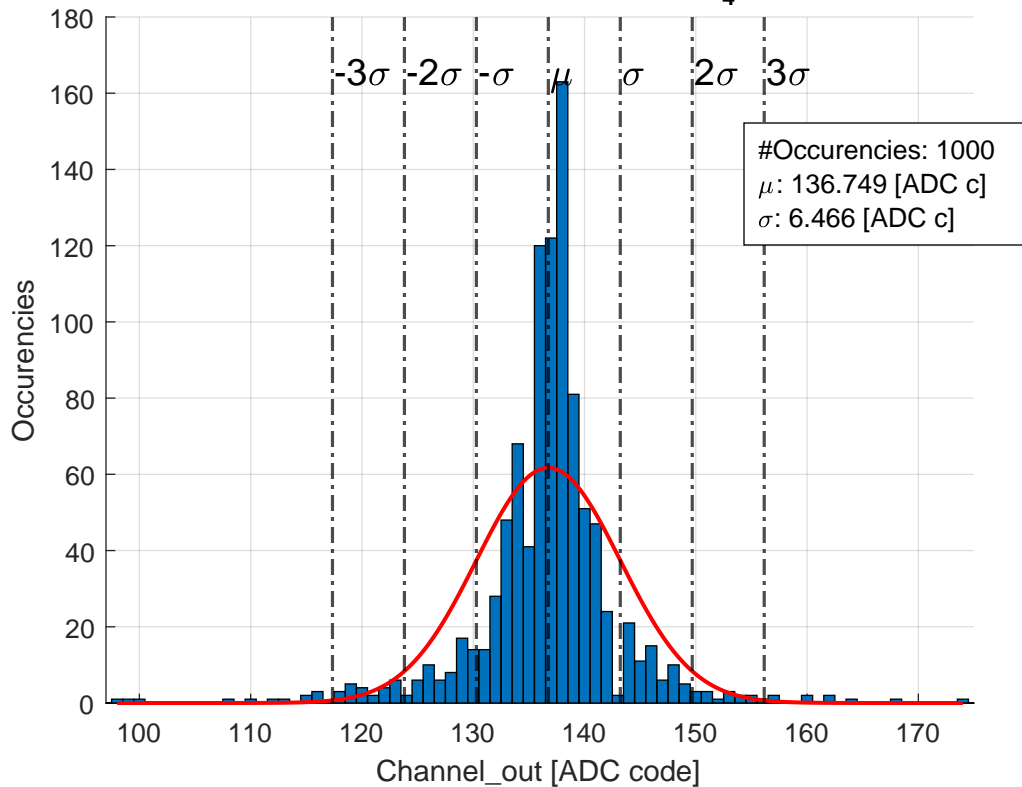 4
180
160
140
120
100
80
60
40
20
0
-3σ -2σ -σ μ σ 2σ 3σ
#Occurencies: 1000
μ: 136.749 [ADC c]
σ: 6.466 [ADC c]
Occurencies
100 110 120 130 140 150 160 170
Channel_out [ADC code]